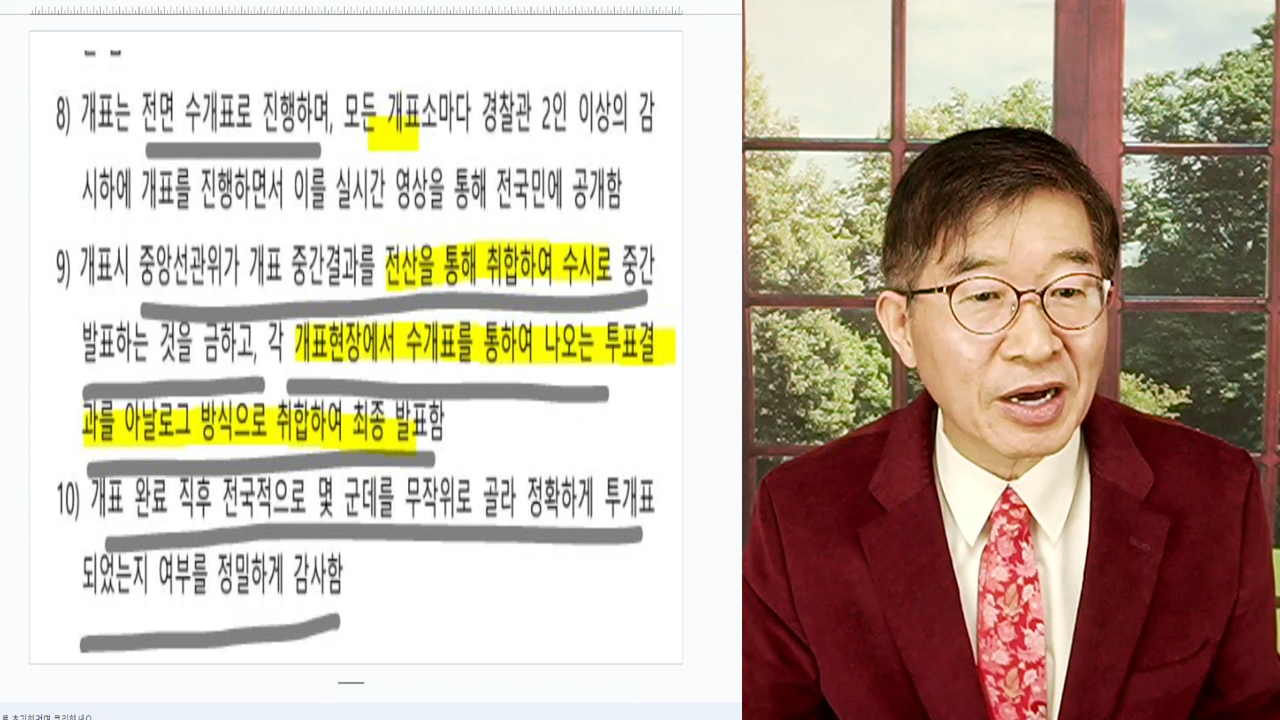 8) 개표는 전면 수개표로 진행하며, 모든 개표소마다 경찰관 2인 이상의 감
시하에 개표를 진행하면서 이를 실시간 영상을 통해 전국민에 공개함
9) 개표시 중앙선관위가 개표 중간결과를 전산을 통해 취합하여 수시로 중간
발표하는 것을 금하고, 각 개표현장에서 수개표를 통하여 나오는 투표결
과를 아날로그 방식으로 취합하여 최종 발표함
10) 개표 완료 직후 전국적으로 몇 군데를 무작위로 골라 정확하게 투개표
되었는지 여부를 정밀하게 감사함